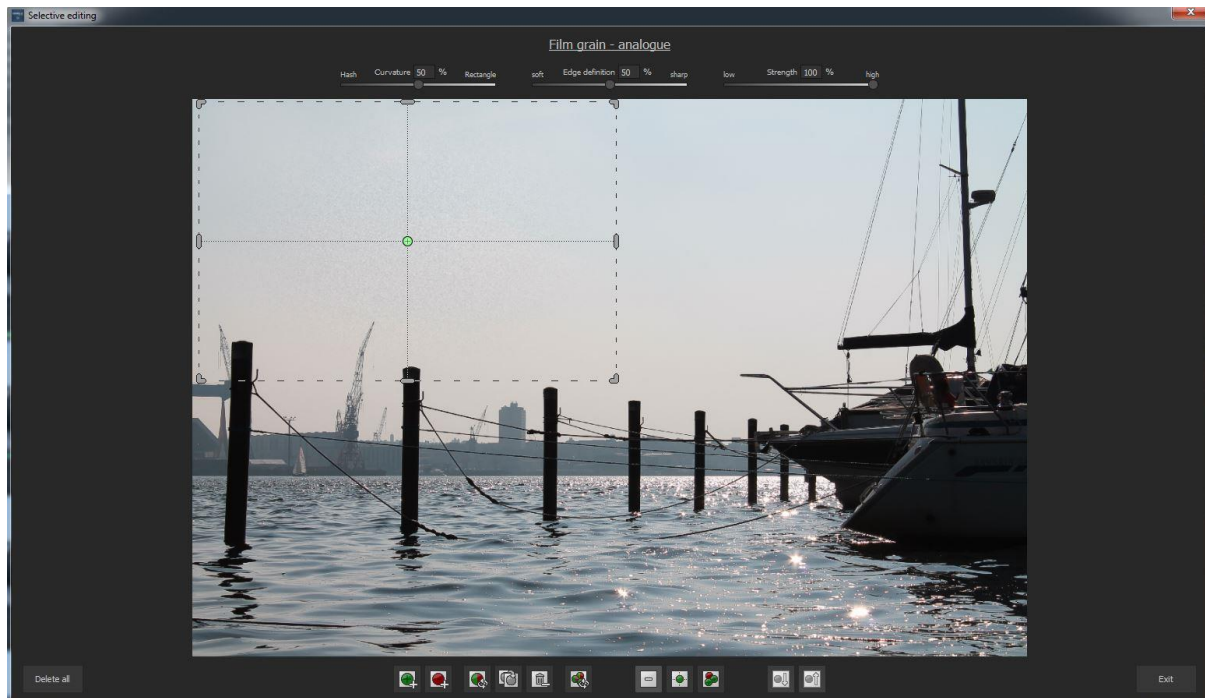 Selective editing
Film grain - analogue
Hash Curvature 50 % Rectangle soft Edge definition 50 % sharp low Strength 100 % high
Delete all
Exit